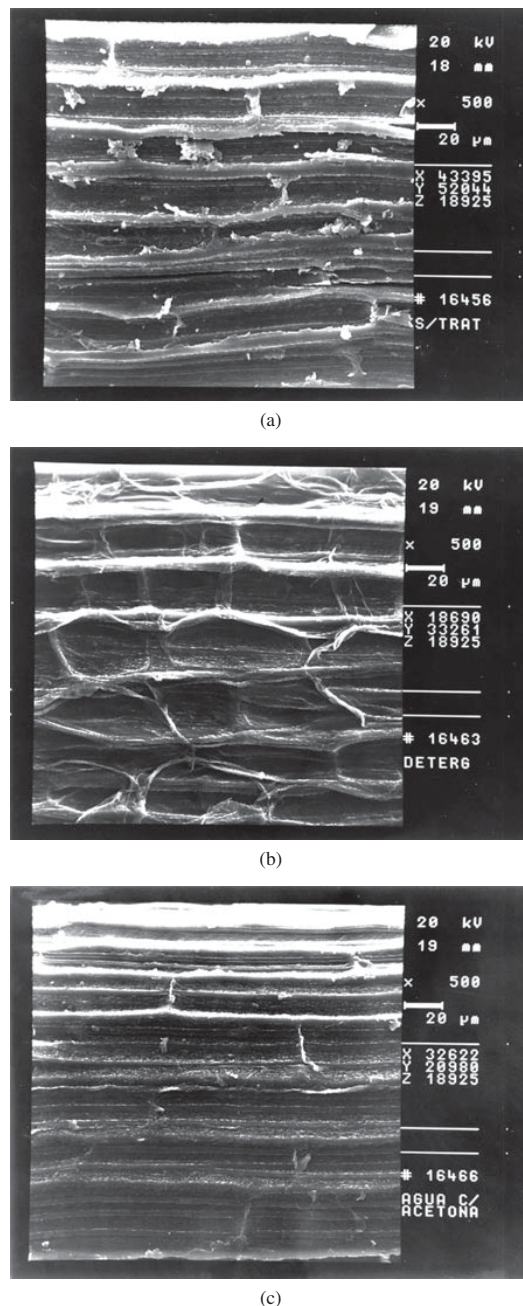 20 kV
18 mm
× 500
20 µm
X 43395
Y 52044
Z 18925
# 16456
S/TRAT
(a)
20 kV
19 mm
× 500
20 µm
X 18690
Y 33261
Z 18925
# 16463
DETERG
(b)
20 kV
19 mm
× 500
20 µm
X 32622
Y 20980
Z 18925
# 16466
AGUA C/
ACETONA
(c)